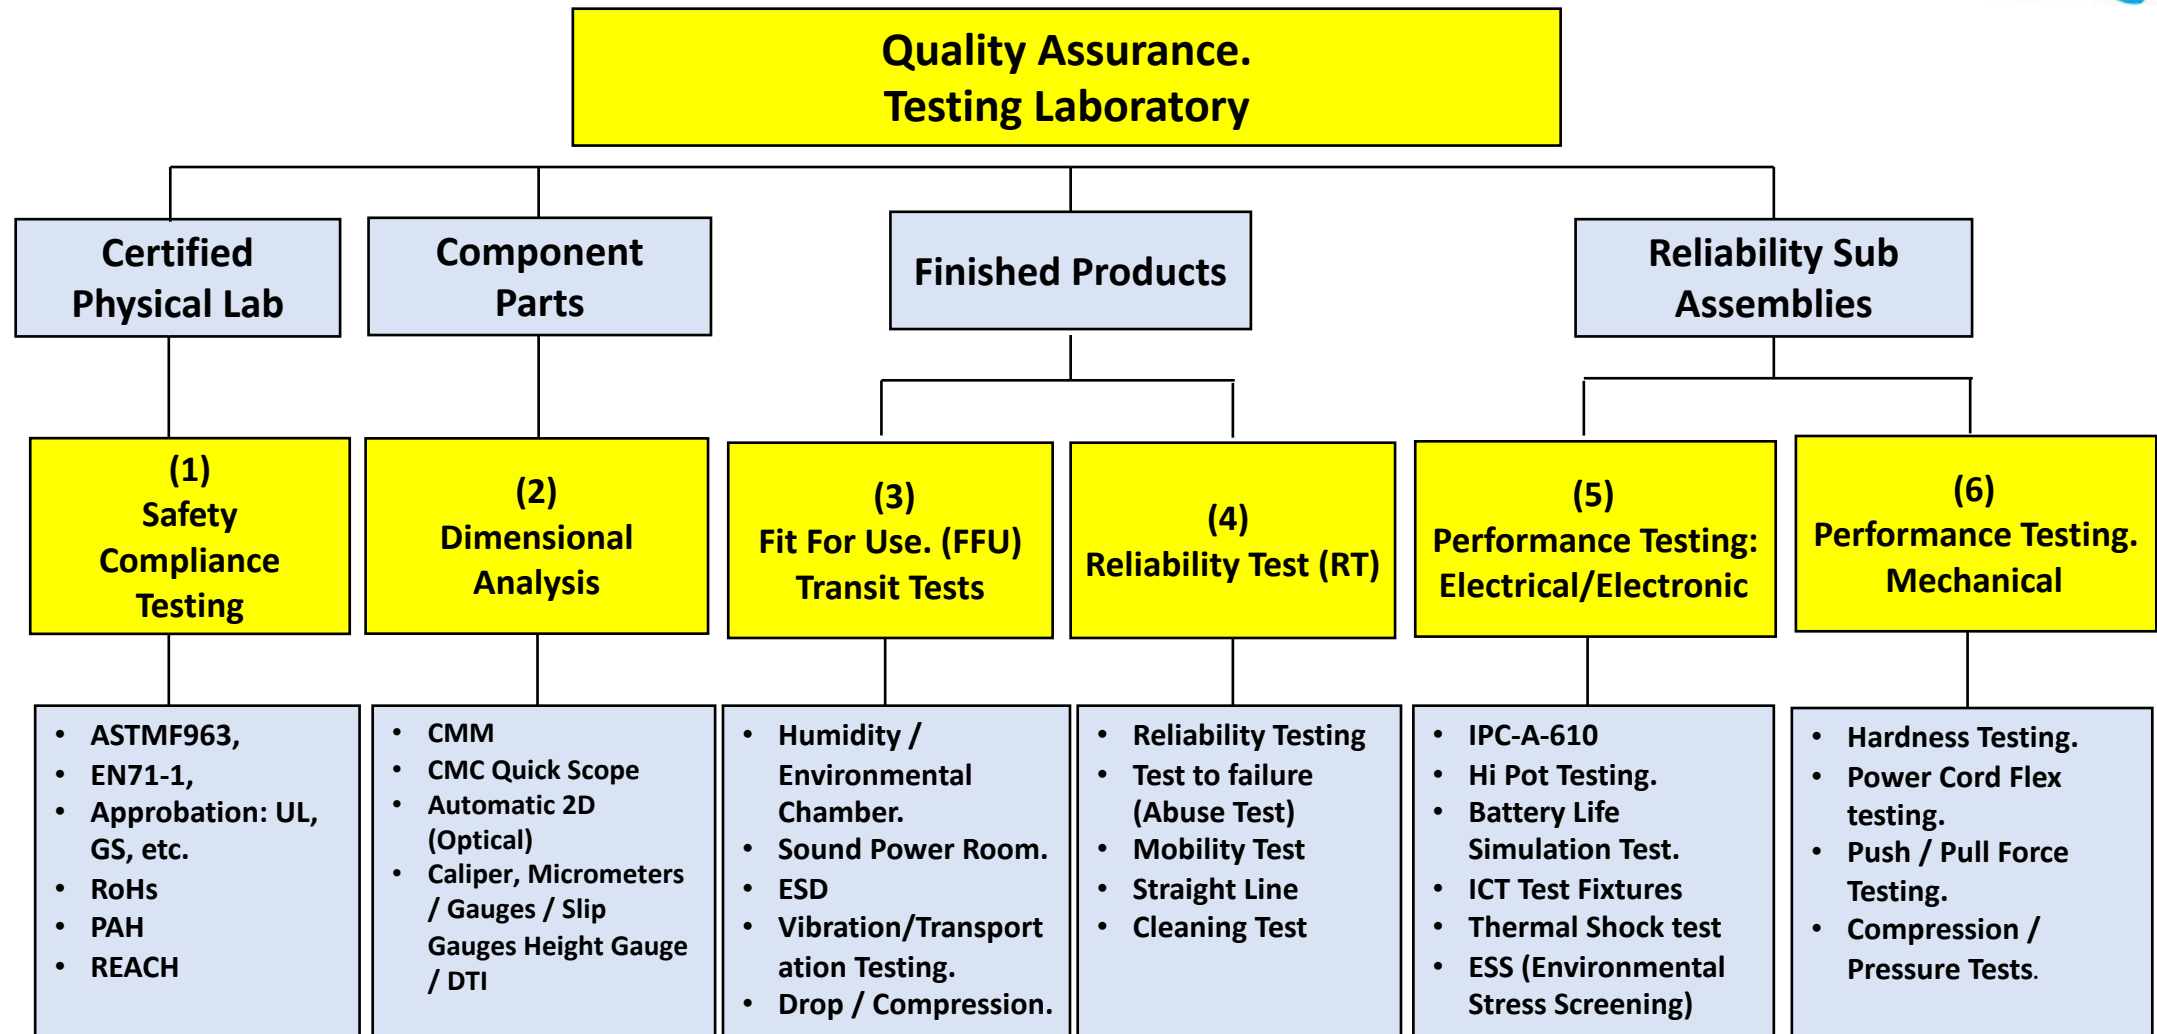 Quality Assurance.
Testing Laboratory
Certified
Physical Lab
Component
Parts
Finished Products
Reliability Sub
Assemblies
(1)
Safety
Compliance
Testing
(2)
Dimensional
Analysis
(3)
Fit For Use. (FFU)
Transit Tests
(4)
Reliability Test (RT)
(5)
Performance Testing:
Electrical/Electronic
(6)
Performance Testing.
Mechanical
• ASTMF963,
• EN71-1,
• Approbation: UL,
GS, etc.
• RoHs
• PAH
• REACH
• CMM
• CMC Quick Scope
• Automatic 2D
(Optical)
• Caliper, Micrometers
/ Gauges / Slip
Gauges Height Gauge
/ DTI
• Humidity /
Environmental
Chamber.
• Sound Power Room.
• ESD
• Vibration/Transport
ation Testing.
• Drop / Compression.
• Reliability Testing
• Test to failure
(Abuse Test)
• Mobility Test
• Straight Line
• Cleaning Test
• IPC-A-610
• Hi Pot Testing.
• Battery Life
Simulation Test.
• ICT Test Fixtures
• Thermal Shock test
• ESS (Environmental
Stress Screening)
• Hardness Testing.
• Power Cord Flex
testing.
• Push / Pull Force
Testing.
• Compression /
Pressure Tests.